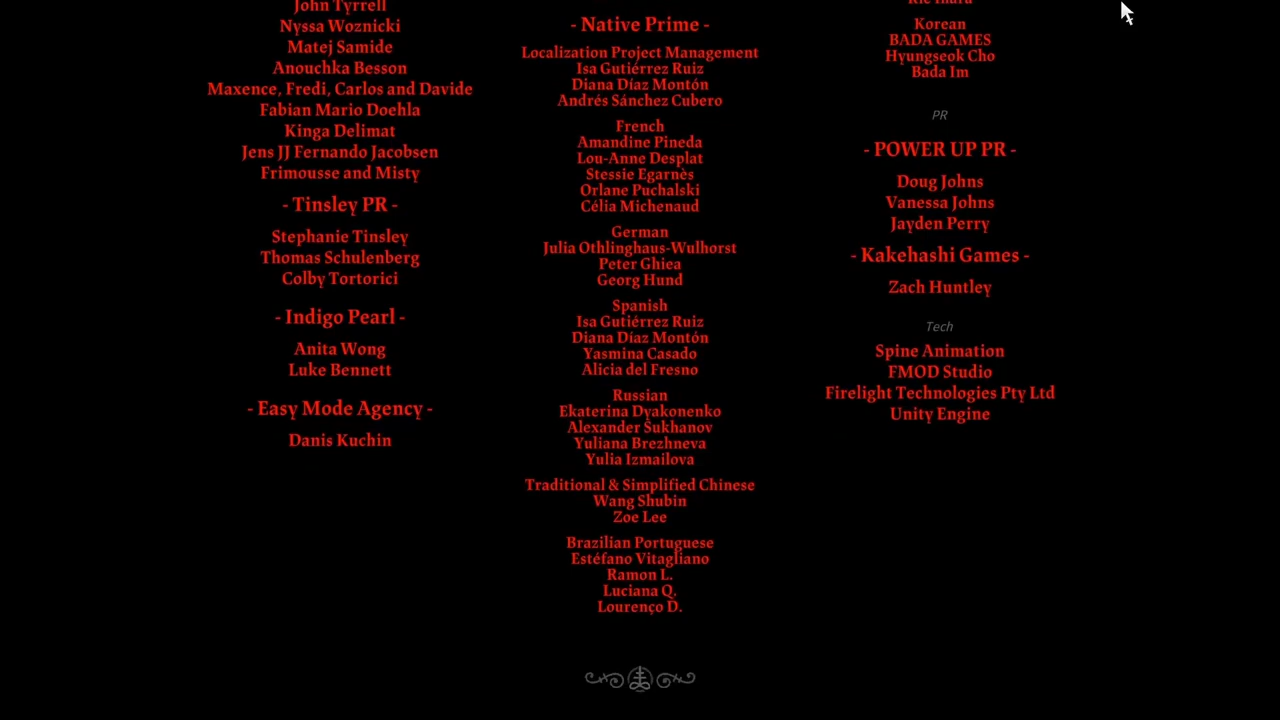 John Tyrrell
Nyssa Woznicki
Matej Samide
Anouchka Besson
Maxence, Fredi, Carlos and Davide
Fabian Mario Doehla
Kinga Delimat
Jens JJ Fernando Jacobsen
Frimousse and Misty
- Tinsley PR -
Stephanie Tinsley
Thomas Schulenberg
Colby Tortorici
- Indigo Pearl -
Anita Wong
Luke Bennett
- Easy Mode Agency -
Danis Kuchin
- Native Prime -
Localization Project Management
Isa Gutiérrez Ruiz
Diana Díaz Montón
Andrés Sánchez Cubero
French
Amandine Pineda
Lou-Anne Desplat
Stessie Egarnès
Orlane Puchalski
Célia Michenaud
German
Julia Othlinghaus-Wulhorst
Peter Ghiea
Georg Hund
Spanish
Isa Gutiérrez Ruiz
Diana Díaz Montón
Yasmina Casado
Alicia del Fresno
Russian
Ekaterina Dyakonenko
Alexander Sukhanov
Yuliana Brezhneva
Yulia Izmailova
Traditional & Simplified Chinese
Wang Shubin
Zoe Lee
Brazilian Portuguese
Estéfano Vitagliano
Ramon L.
Luciana Q.
Lourenço D.
Korean
BADA GAMES
Hyungseok Cho
Bada Im
PR
- POWER UP PR -
Doug Johns
Vanessa Johns
Jayden Perry
- Kakehashi Games -
Zach Huntley
Tech
Spine Animation
FMOD Studio
Firelight Technologies Pty Ltd
Unity Engine